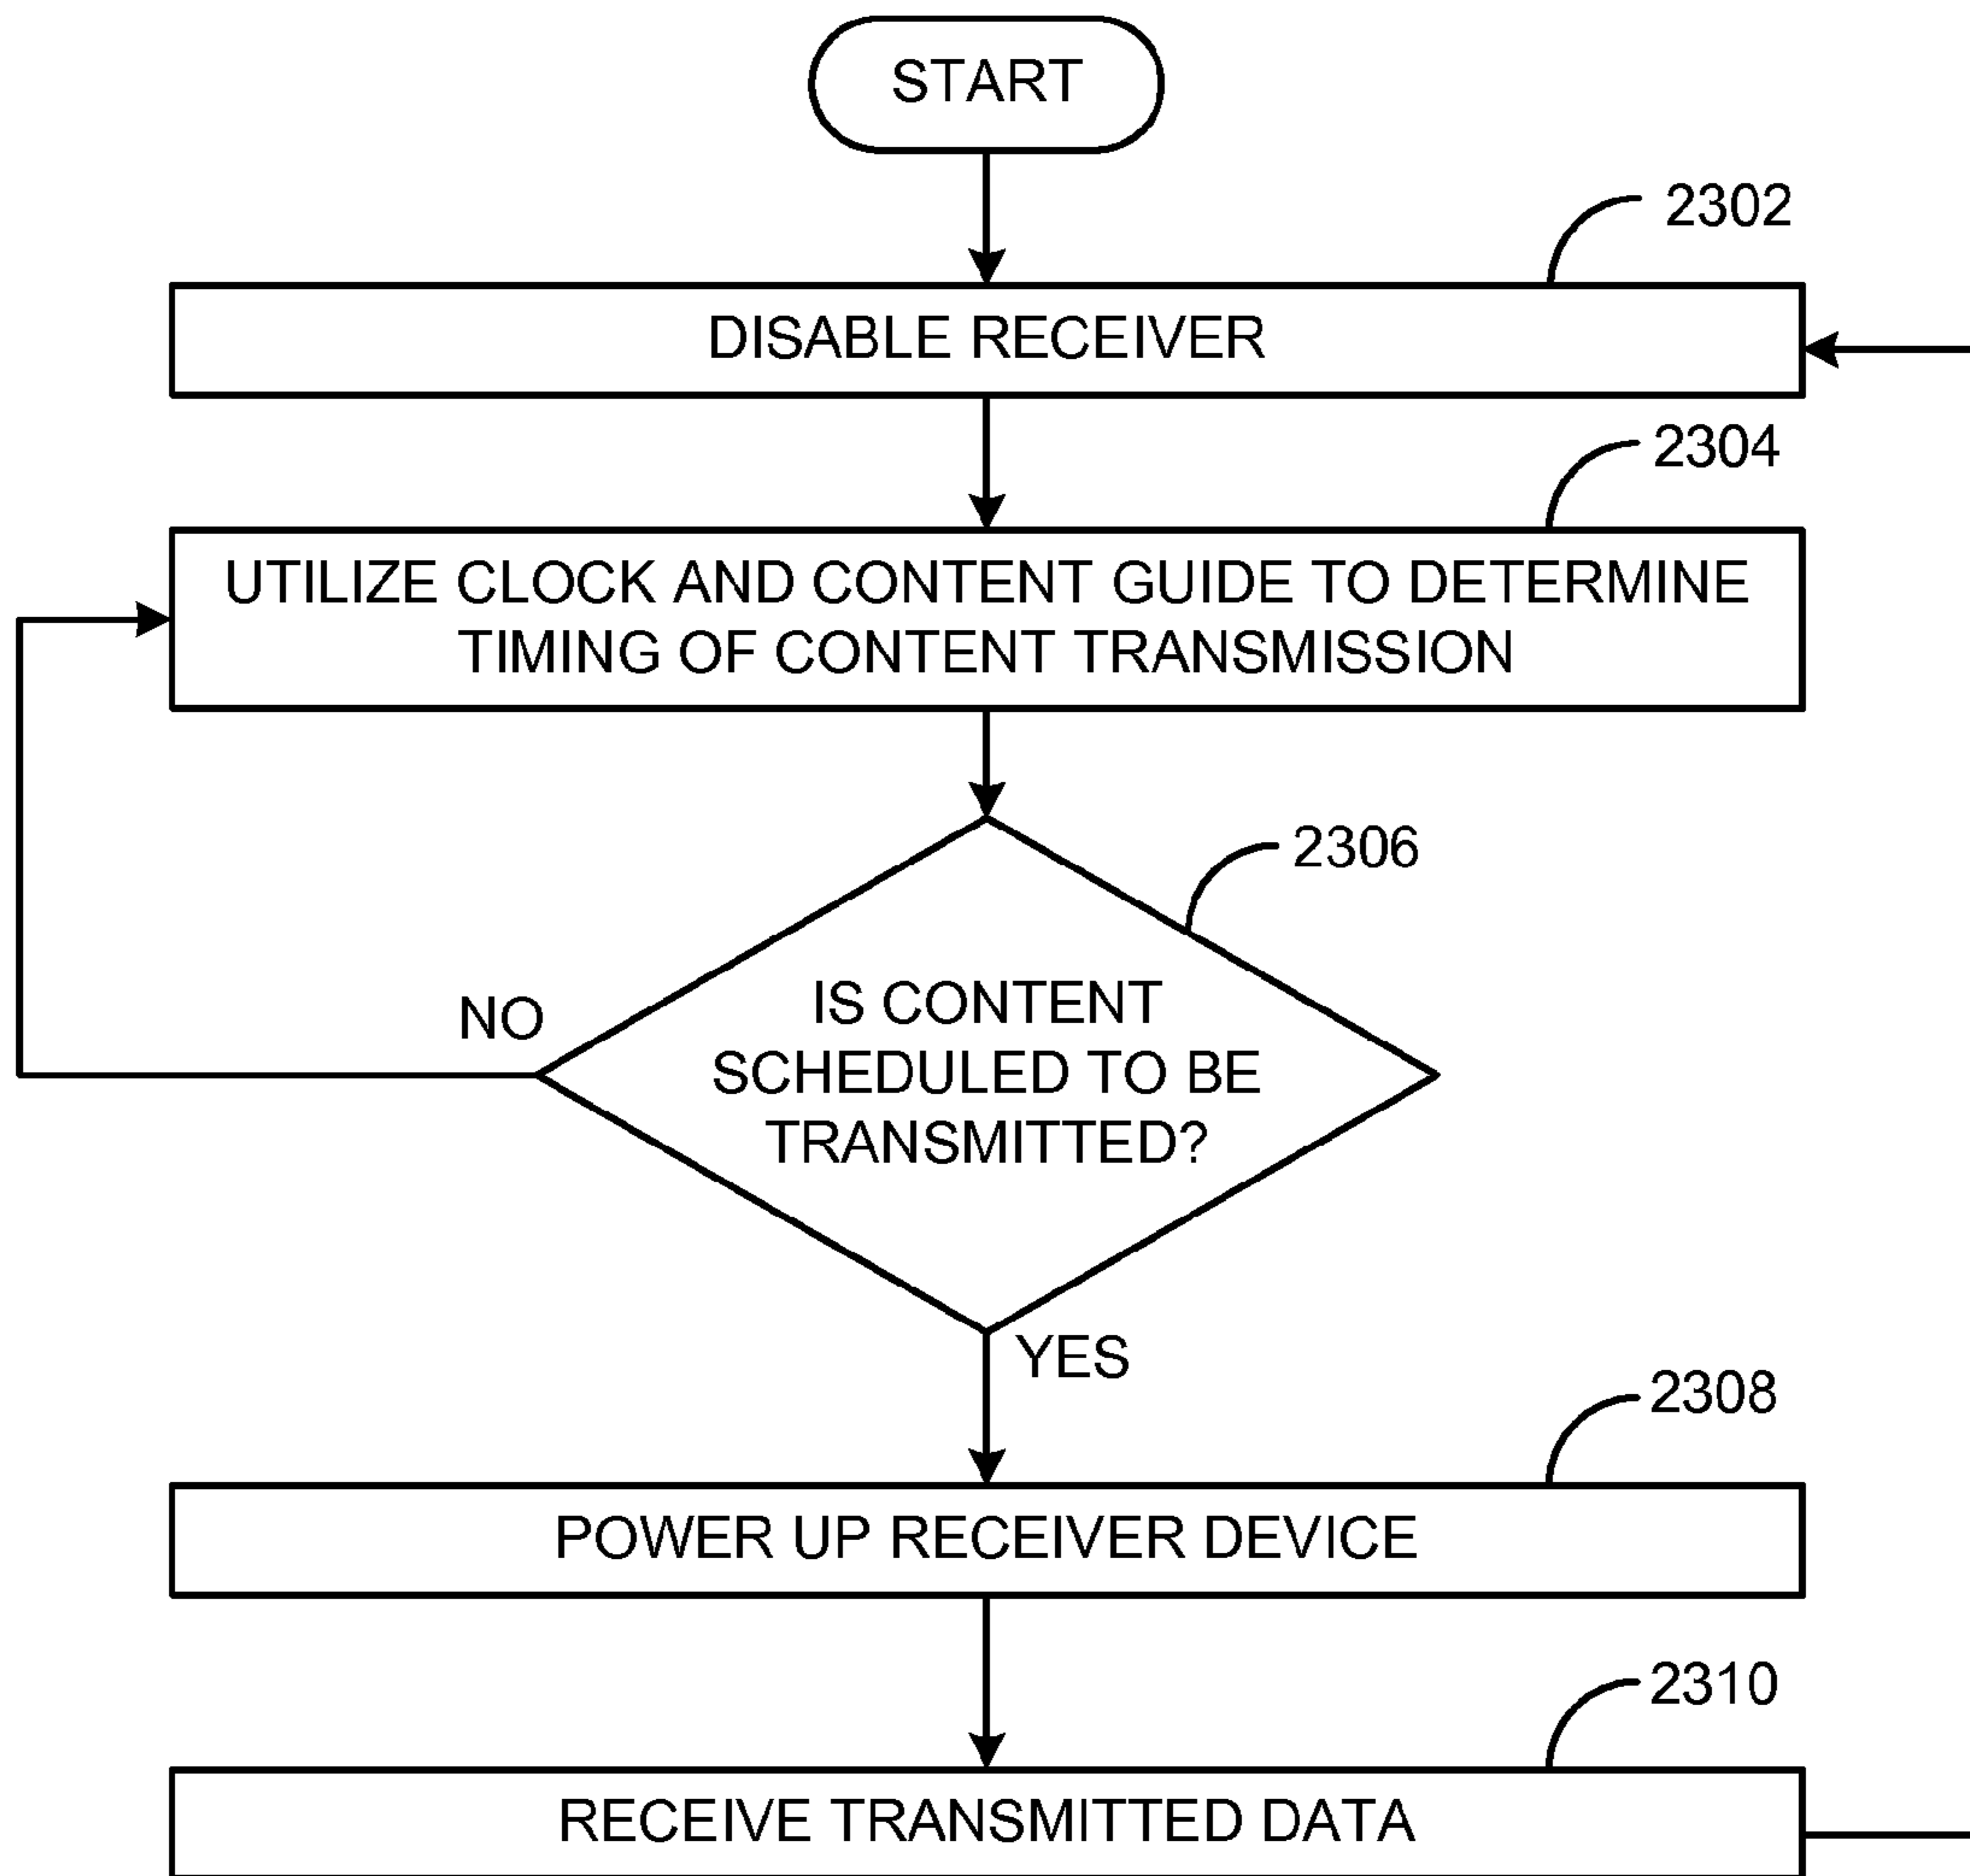 START
2302
DISABLE RECEIVER
2304
UTILIZE CLOCK AND CONTENT GUIDE TO DETERMINE
TIMING OF CONTENT TRANSMISSION
2306
IS CONTENT
SCHEDULED TO BE
TRANSMITTED?
NO
YES
2308
POWER UP RECEIVER DEVICE
2310
RECEIVE TRANSMITTED DATA